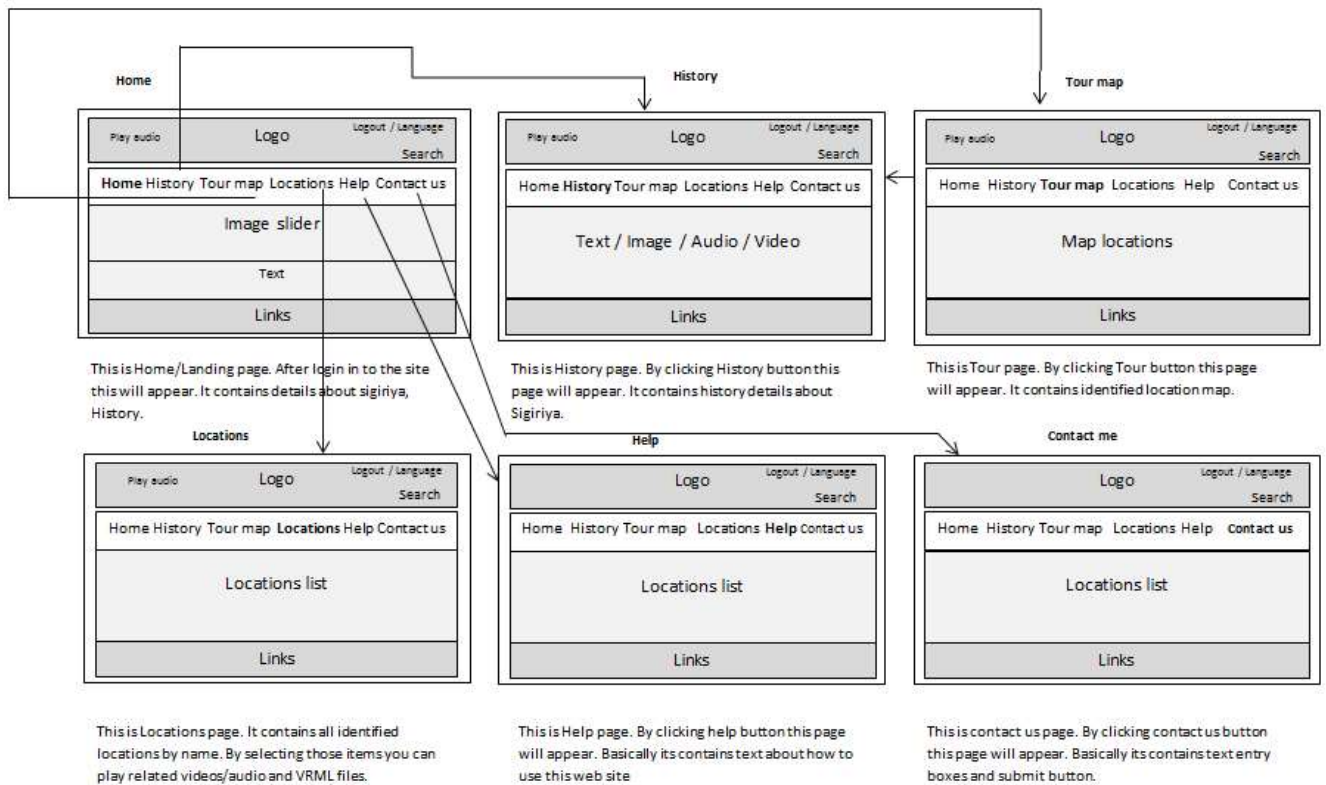 Home
Play audio
Logo
Logout / Language
Search
Home History Tour map Locations Help Contact us
Image slider
Text
Links
This is Home/Landing page. After login in to the site
this will appear. It contains details about sigiriya,
History.
History
Play audio
Logo
Logout / Language
Search
Home History Tour map Locations Help Contact us
Text / Image / Audio / Video
Links
This is History page. By clicking History button this
page will appear. It contains history details about
Sigiriya.
Tour map
Play audio
Logo
Logout / Language
Search
Home History Tour map Locations Help Contact us
Map locations
Links
This is Tour page. By clicking Tour button this page
will appear. It contains identified location map.
Locations
Play audio
Logo
Logout / Language
Search
Home History Tour map Locations Help Contact us
Locations list
Links
This is Locations page. It contains all identified
locations by name. By selecting those items you can
play related videos/audio and VRML files.
Help
Logo
Logout / Language
Search
Home History Tour map Locations Help Contact us
Locations list
Links
This is Help page. By clicking help button this page
will appear. Basically its contains text about how to
use this web site
Contact me
Logo
Logout / Language
Search
Home History Tour map Locations Help Contact us
Locations list
Links
This is contact us page. By clicking contact us button
this page will appear. Basically its contains text entry
boxes and submit button.